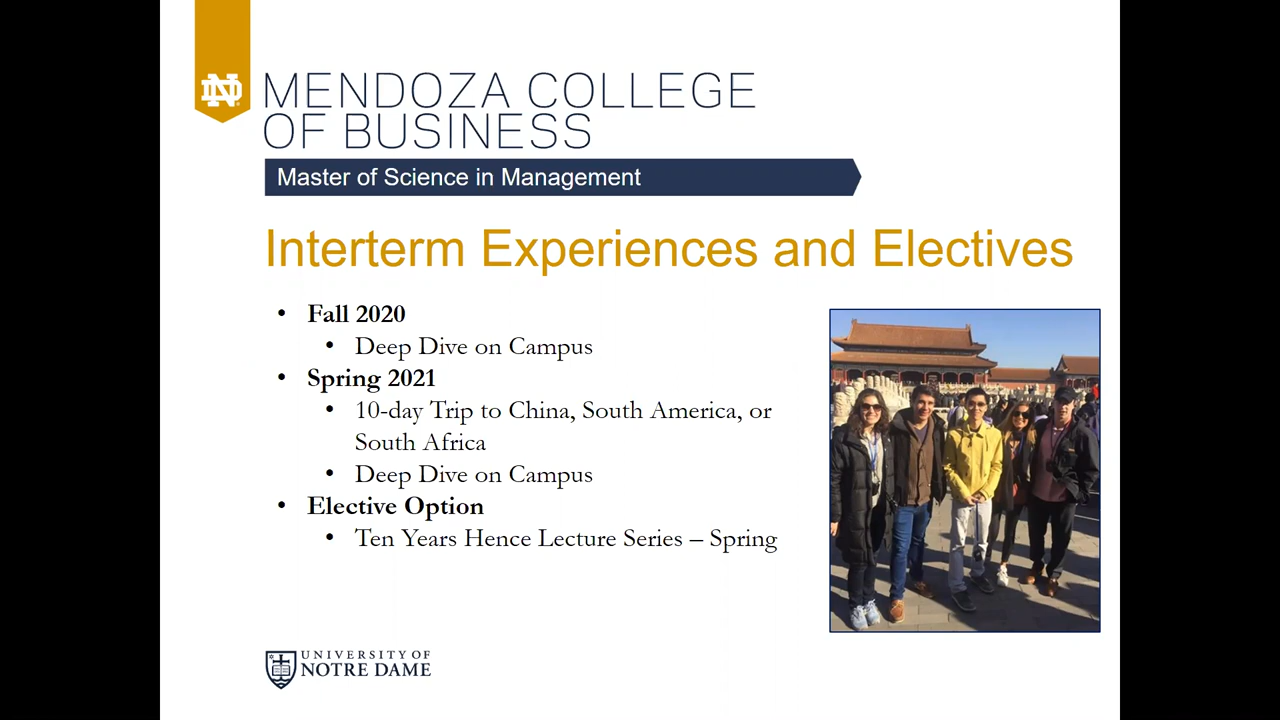 ND
MENDOZA COLLEGE
OF BUSINESS
Master of Science in Management
Interterm Experiences and Electives
• Fall 2020
• Deep Dive on Campus
• Spring 2021
• 10-day Trip to China, South America, or
South Africa
• Deep Dive on Campus
• Elective Option
• Ten Years Hence Lecture Series – Spring
UNIVERSITY OF
NOTRE DAME